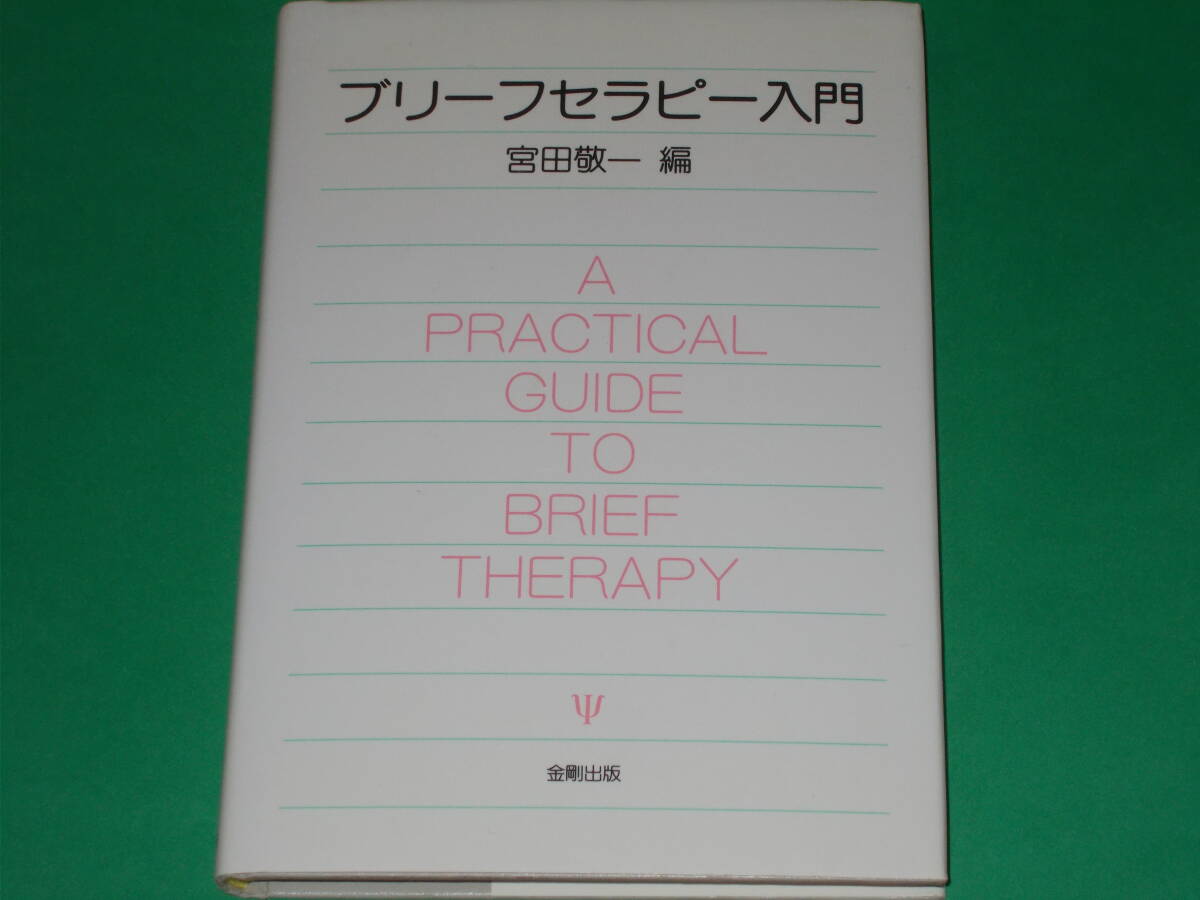 ブリーフセラピー入門
宮田敬一 編
A
PRACTICAL
GUIDE
TO
BRIEF
THERAPY
Ψ
金剛出版